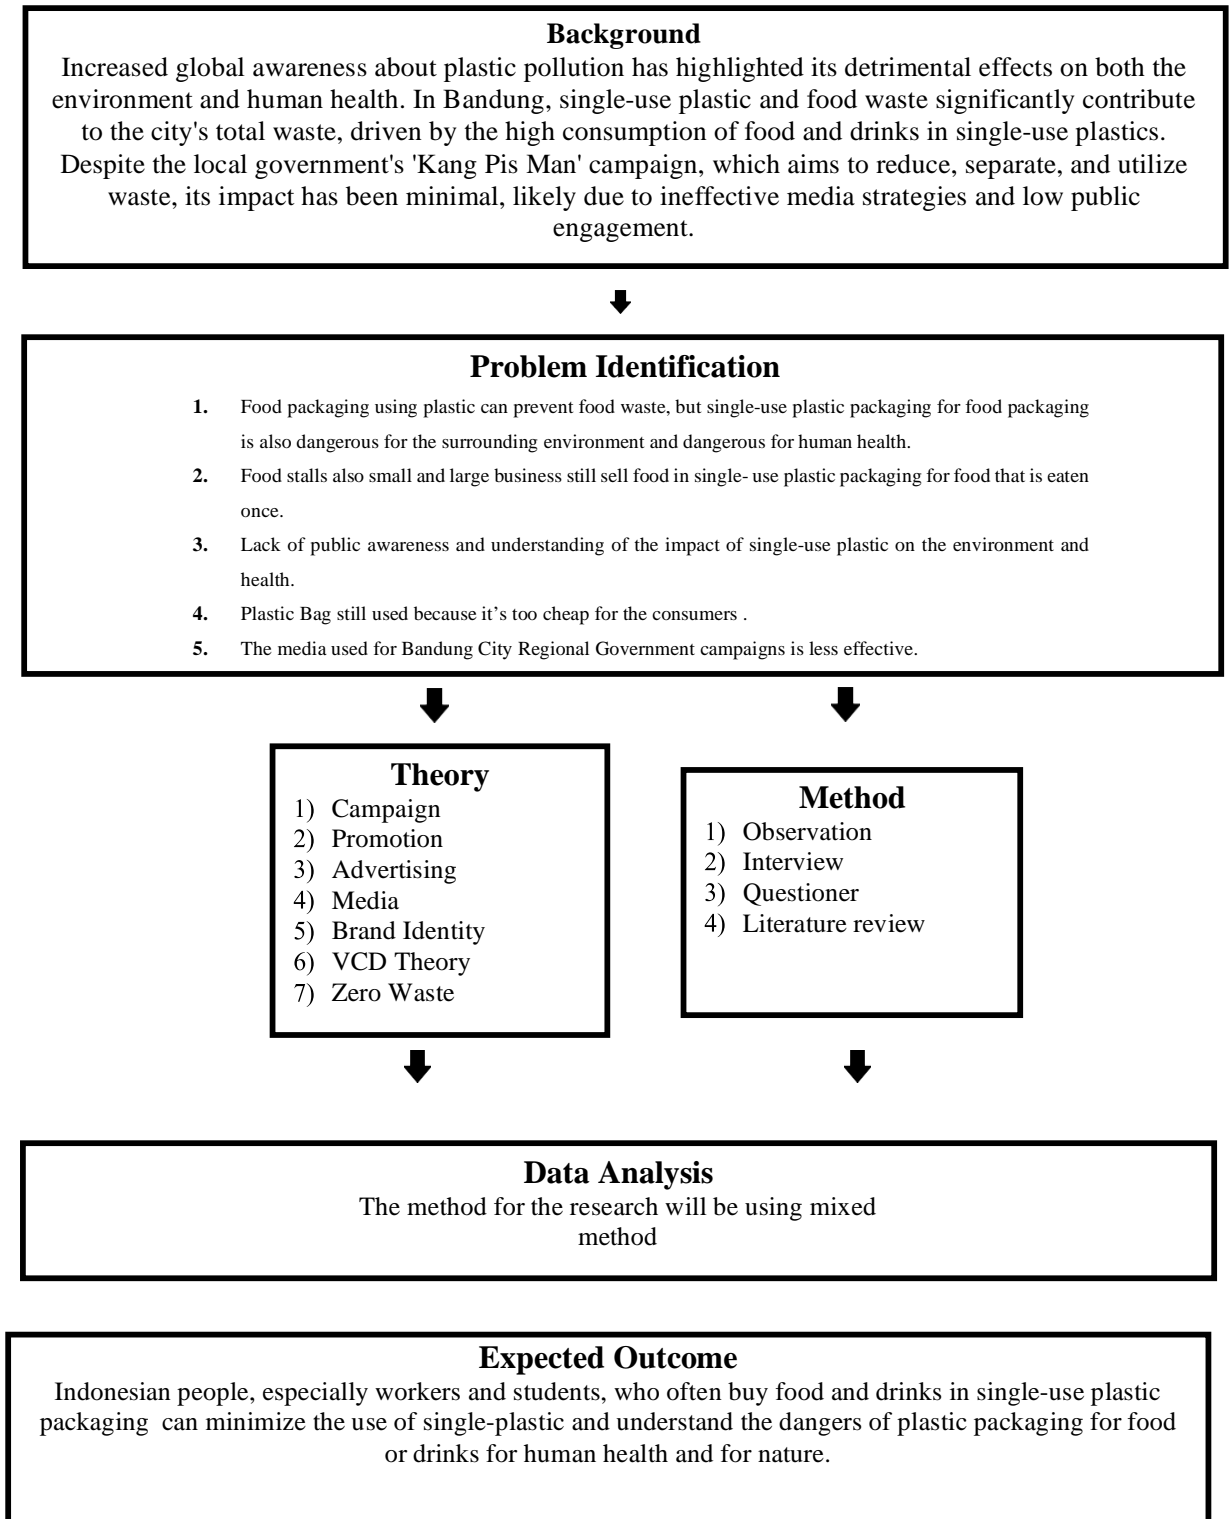 Background
Increased global awareness about plastic pollution has highlighted its detrimental effects on both the
environment and human health. In Bandung, single-use plastic and food waste significantly contribute
to the city's total waste, driven by the high consumption of food and drinks in single-use plastics.
Despite the local government's 'Kang Pis Man' campaign, which aims to reduce, separate, and utilize
waste, its impact has been minimal, likely due to ineffective media strategies and low public
engagement.
Problem Identification
1. Food packaging using plastic can prevent food waste, but single-use plastic packaging for food packaging
is also dangerous for the surrounding environment and dangerous for human health.
2. Food stalls also small and large business still sell food in single- use plastic packaging for food that is eaten
once.
3. Lack of public awareness and understanding of the impact of single-use plastic on the environment and
health.
4. Plastic Bag still used because it’s too cheap for the consumers .
5. The media used for Bandung City Regional Government campaigns is less effective.
Theory
1) Campaign
2) Promotion
3) Advertising
4) Media
5) Brand Identity
6) VCD Theory
7) Zero Waste
Method
1) Observation
2) Interview
3) Questioner
4) Literature review
Data Analysis
The method for the research will be using mixed
method
Expected Outcome
Indonesian people, especially workers and students, who often buy food and drinks in single-use plastic
packaging can minimize the use of single-plastic and understand the dangers of plastic packaging for food
or drinks for human health and for nature.